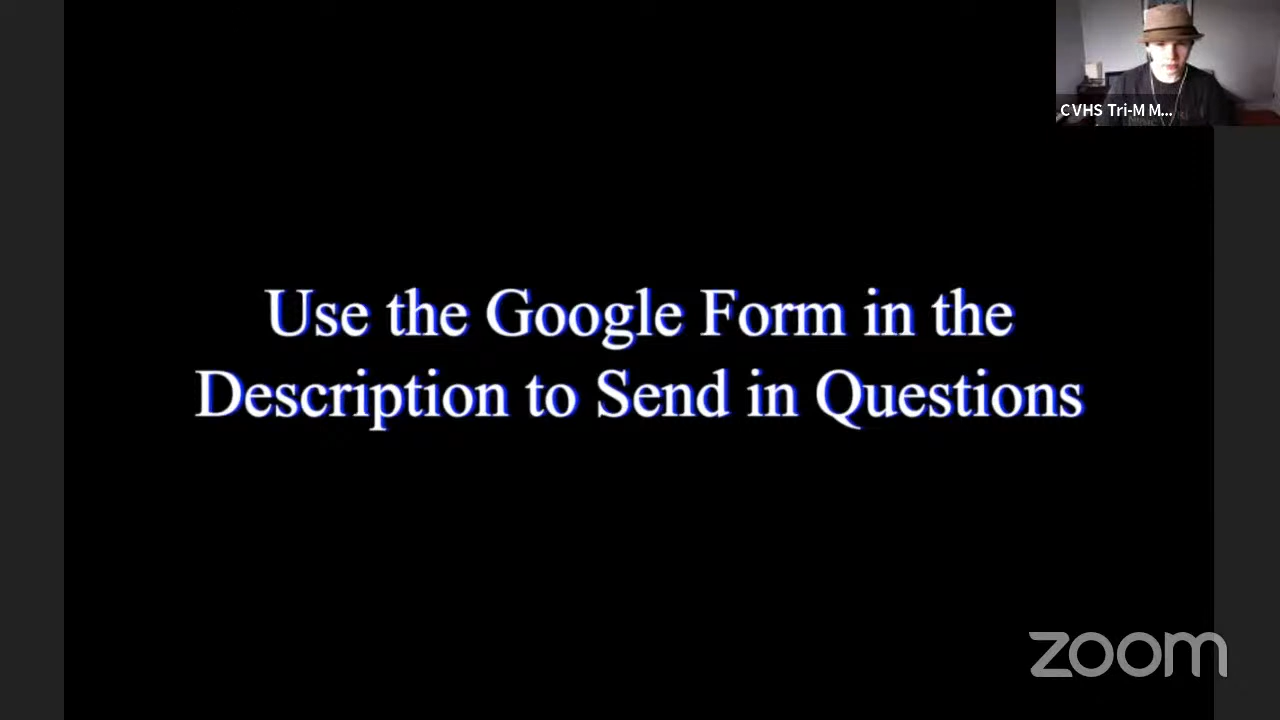 CVHS Tri-M M...
Use the Google Form in the
Description to Send in Questions
zoom